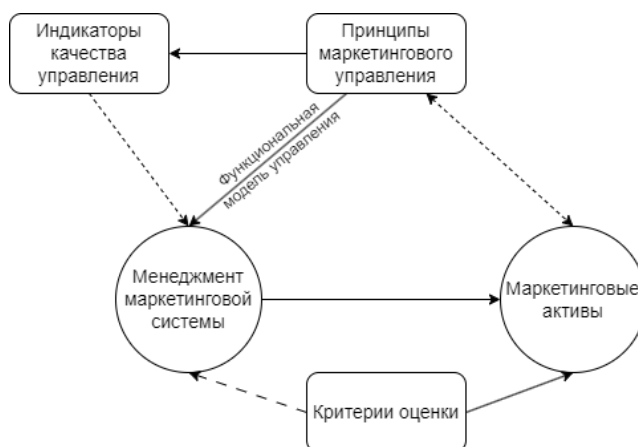 Индикаторы
качества
управления
Принципы
маркетингового
управления
Функциональная
модель управления
Менеджмент
маркетинговой
системы
Маркетинговые
активы
Критерии оценки